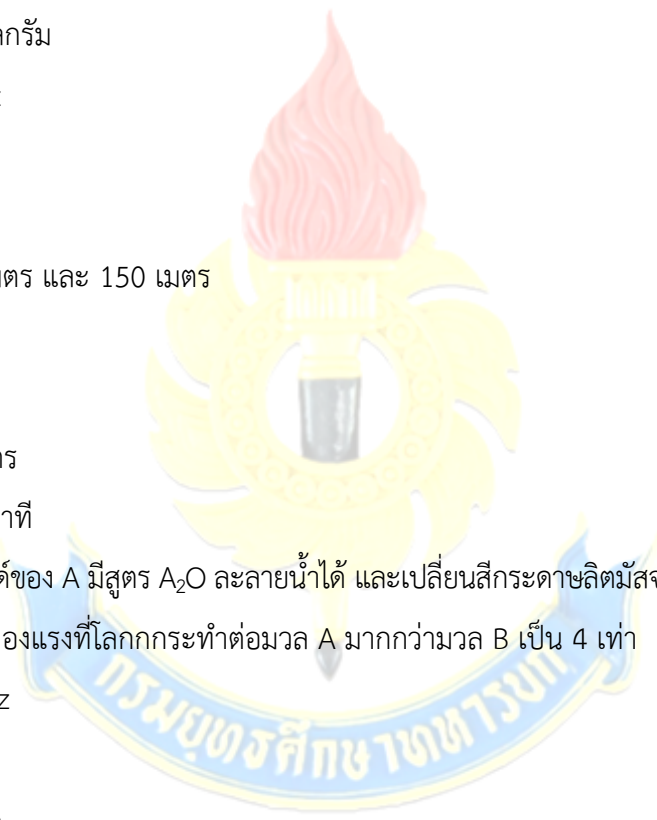 ลกรัม
มตร และ 150 เมตร
าที
ด์ของ A มีสูตร A₂O ละลายน้ำได้ และเปลี่ยนสีกระดาษลิตมัส
องแรงที่โลกกกระทำต่อมวล A มากกว่ามวล B เป็น 4 เท่า
z
กรมยุทธศึกษาทหารบก